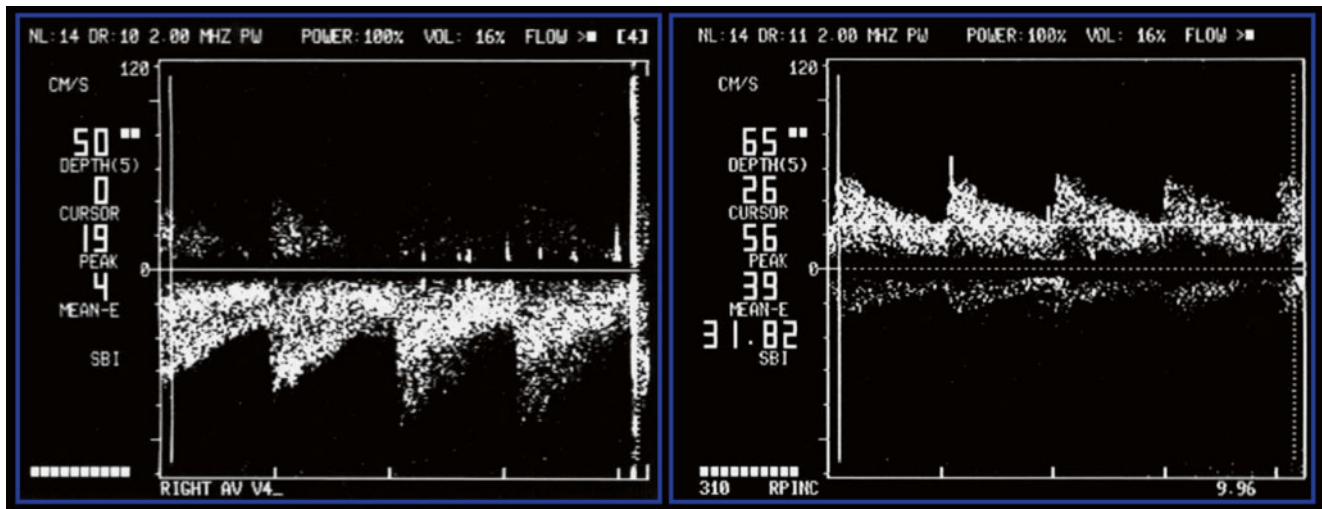 NL:14 DR:10 2.00 MHZ PW POWER:100% VOL: 16% FLOW >■ [4]
120
CM/S
50 ■■
DEPTH(5)
0
CURSOR
19
PEAK
0
4
MEAN-E
SBI
RIGHT AV V4_
NL:14 DR:11 2.00 MHZ PW POWER:100% VOL: 16% FLOW >■
120
CM/S
65 ■■
DEPTH(5)
26
CURSOR
56
PEAK
0
39
MEAN-E
31.82
SBI
310 RPINC 9.96